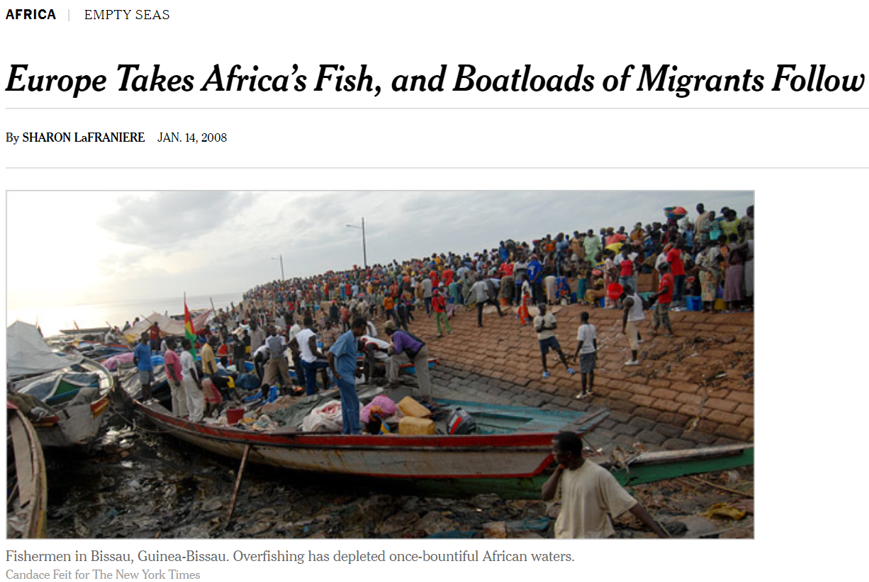 AFRICA | EMPTY SEAS
Europe Takes Africa's Fish, and Boatloads of Migrants Follow
By SHARON LaFRANIERE JAN. 14, 2008
Fishermen in Bissau, Guinea-Bissau. Overfishing has depleted once-bountiful African waters.
Candace Feit for The New York Times